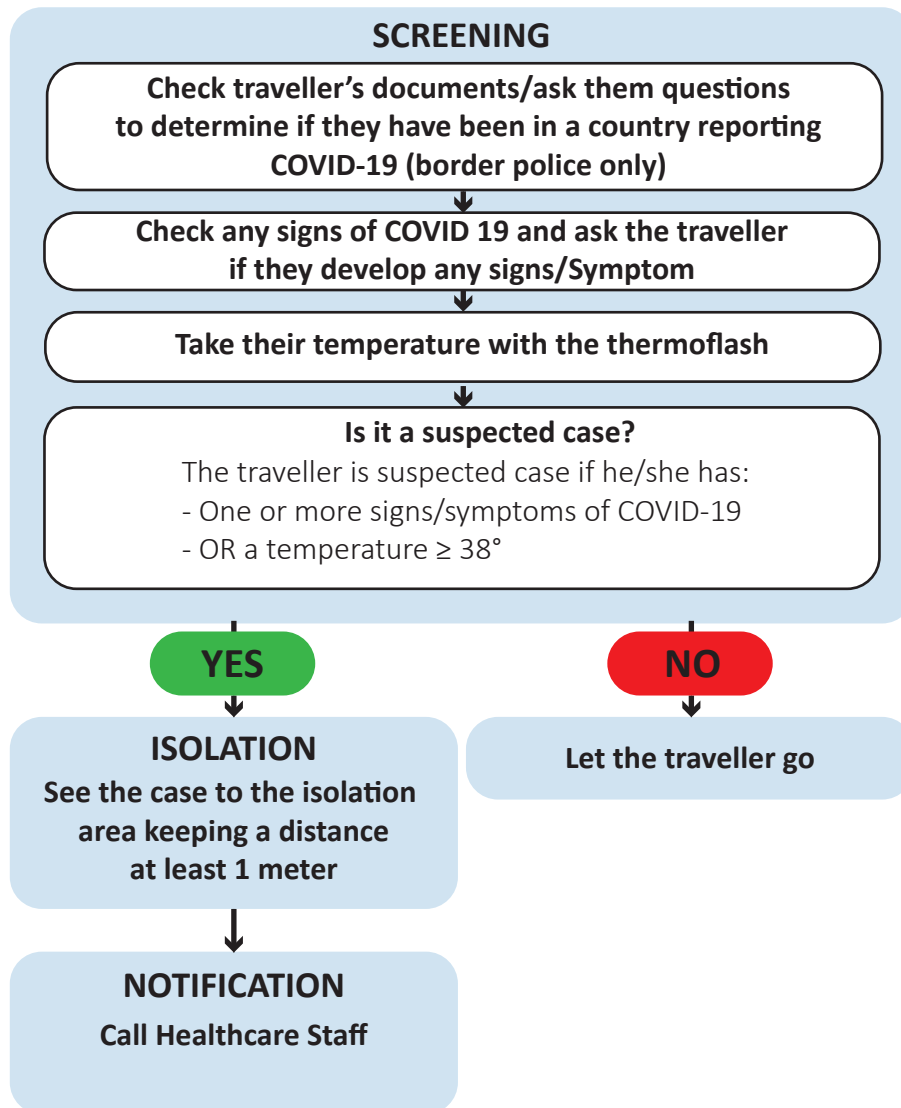 SCREENING
Check traveller's documents/ask them questions
to determine if they have been in a country reporting
COVID-19 (border police only)
Check any signs of COVID 19 and ask the traveller
if they develop any signs/Symptom
Take their temperature with the thermoflash
Is it a suspected case?
The traveller is suspected case if he/she has:
- One or more signs/symptoms of COVID-19
- OR a temperature ≥ 38°
YES
NO
ISOLATION
See the case to the isolation
area keeping a distance
at least 1 meter
Let the traveller go
NOTIFICATION
Call Healthcare Staff